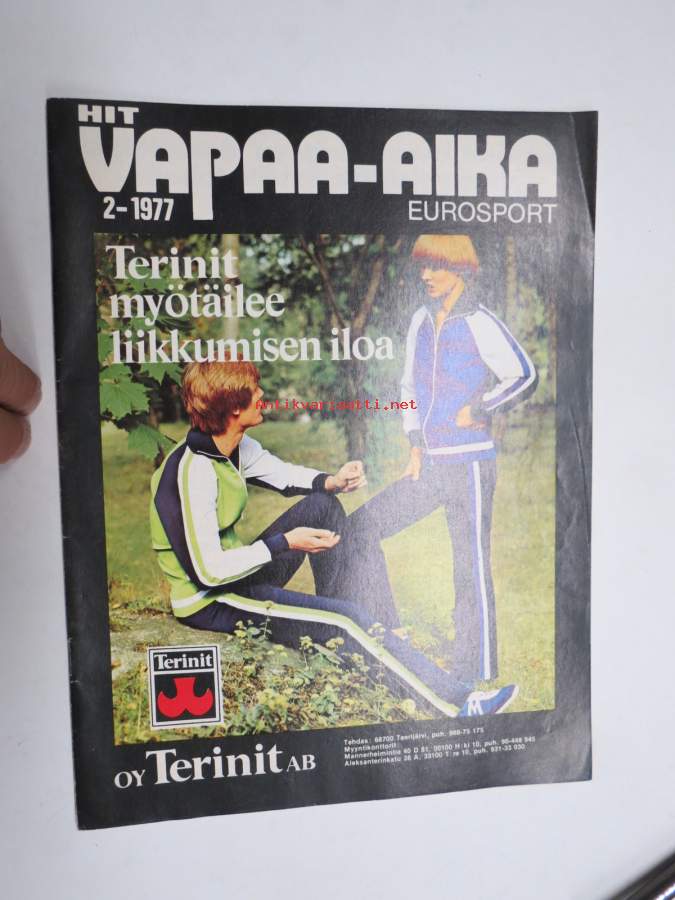 HIT
VAPAA-AIKA
2-1977
EUROSPORT
Terinit
myötäilee
liikkumisen iloa
Antikvariaatti.net
Terinit
OY Terinit AB
Tehdas: 68700 Teerijärvi, puh. 968-75 175
Myyntikonttorit:
Mannerheimintie 40 D 81, 00100 H:ki 10, puh. 90-448 945
Aleksanterinkatu 26 A, 33100 T:re 10, puh. 931-33 030